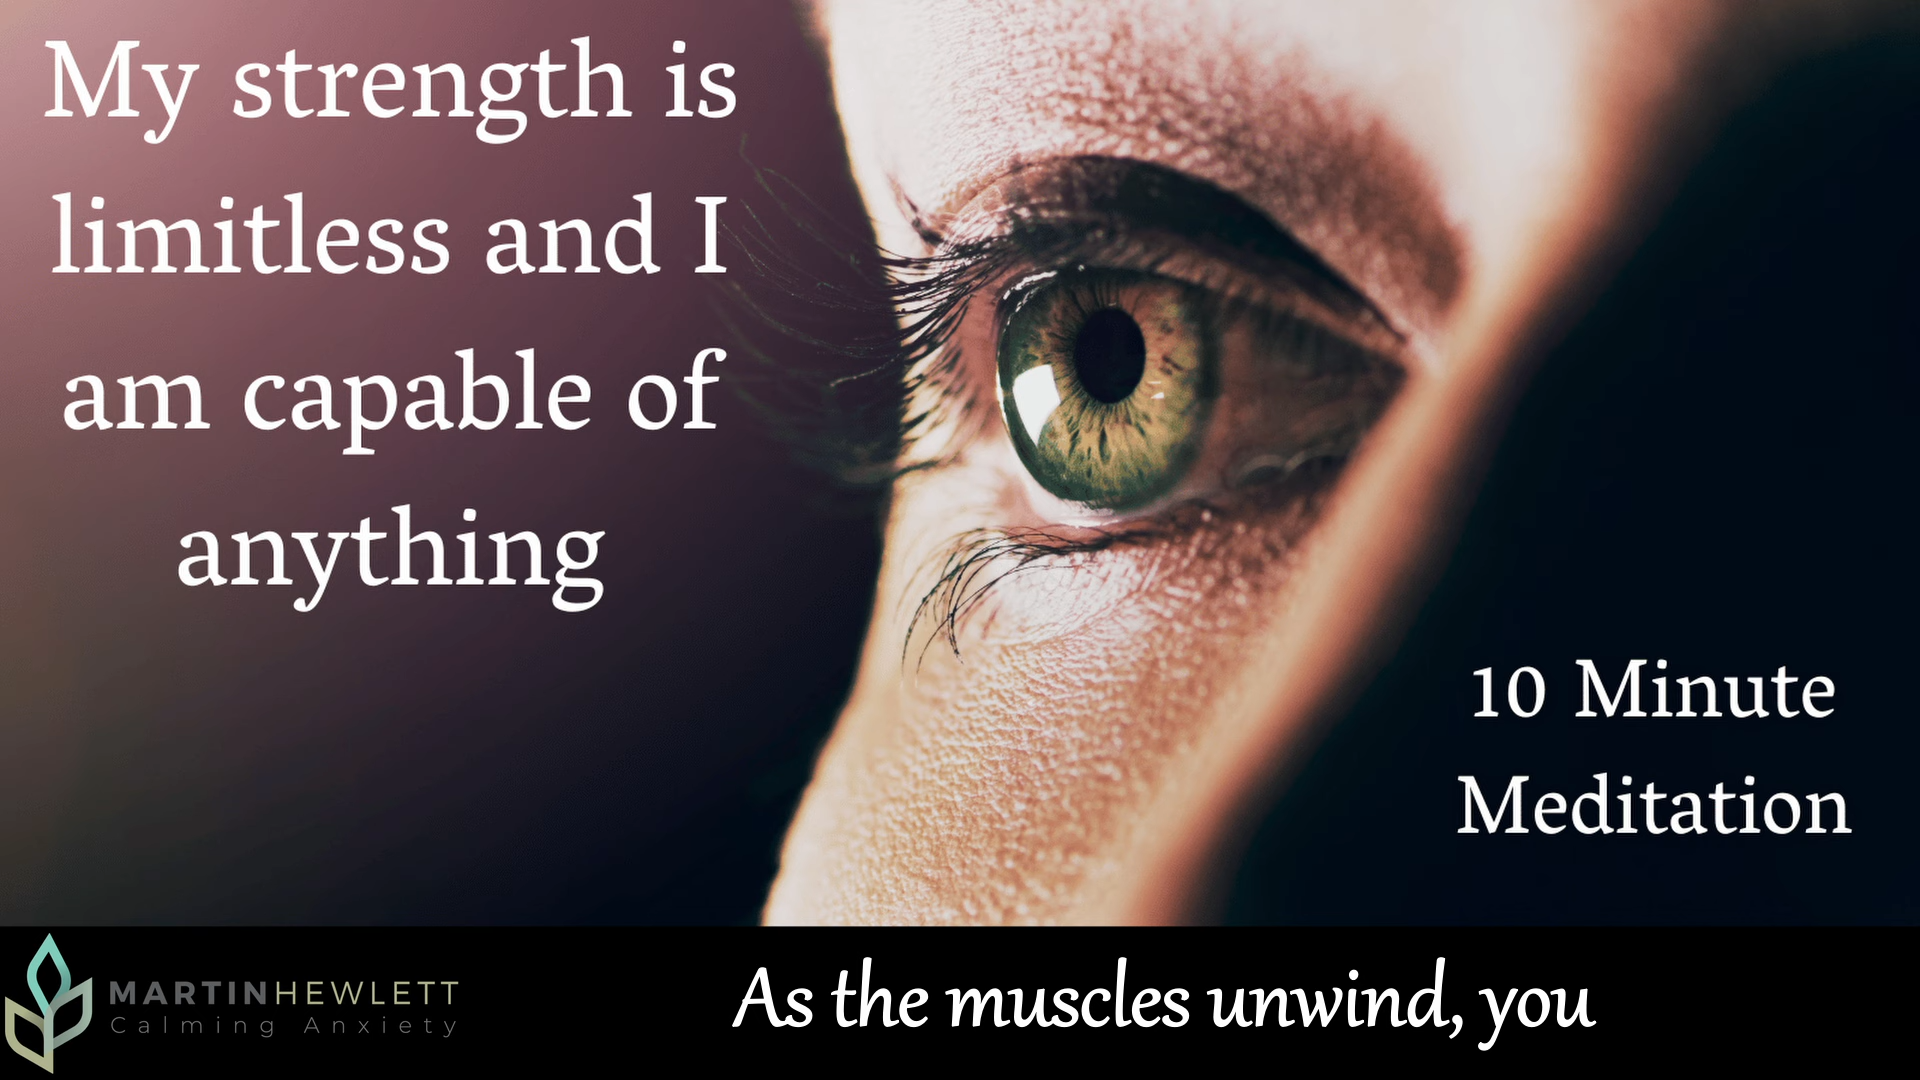 My strength is
limitless and I
am capable of
anything
10 Minute
Meditation
MARTINHEWLETT
Calming Anxiety
As the muscles unwind, you